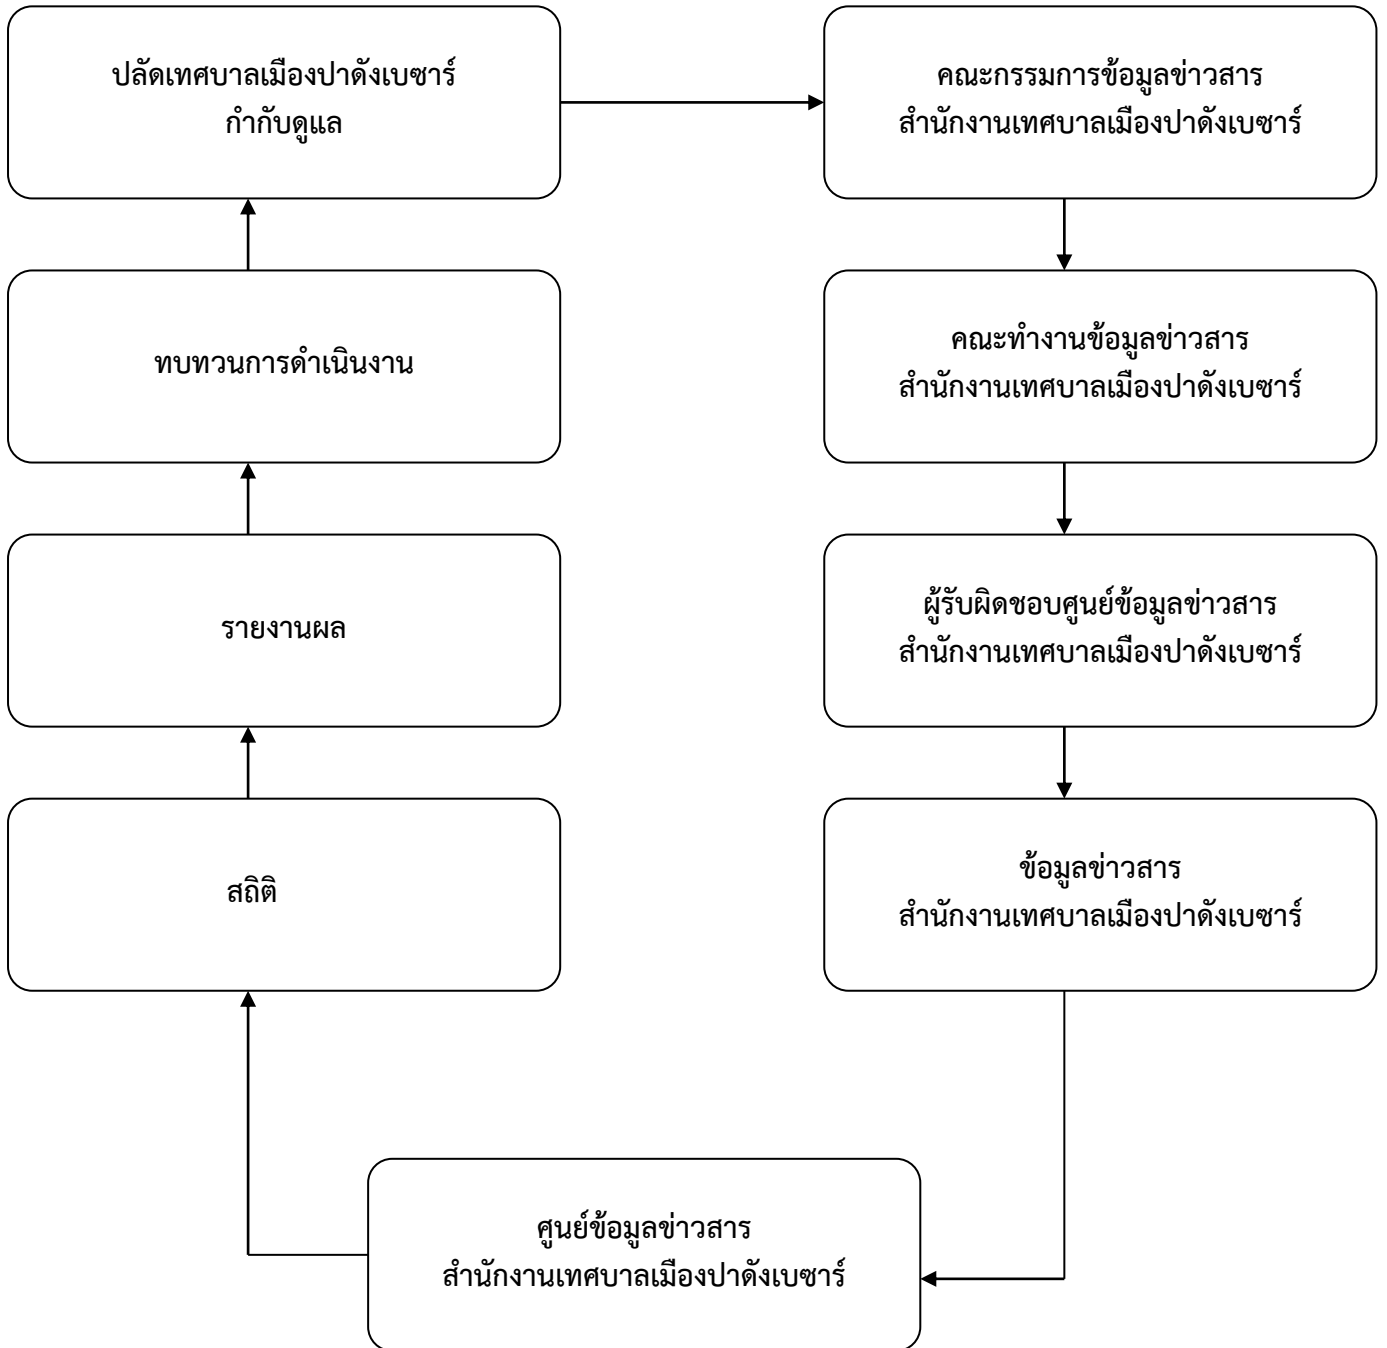 ปลัดเทศบาลเมืองปาดังเบซาร์
กำกับดูแล
คณะกรรมการข้อมูลข่าวสาร
สำนักงานเทศบาลเมืองปาดังเบซาร์
ทบทวนการดำเนินงาน
คณะทำงานข้อมูลข่าวสาร
สำนักงานเทศบาลเมืองปาดังเบซาร์
รายงานผล
ผู้รับผิดชอบศูนย์ข้อมูลข่าวสาร
สำนักงานเทศบาลเมืองปาดังเบซาร์
สถิติ
ข้อมูลข่าวสาร
สำนักงานเทศบาลเมืองปาดังเบซาร์
ศูนย์ข้อมูลข่าวสาร
สำนักงานเทศบาลเมืองปาดังเบซาร์